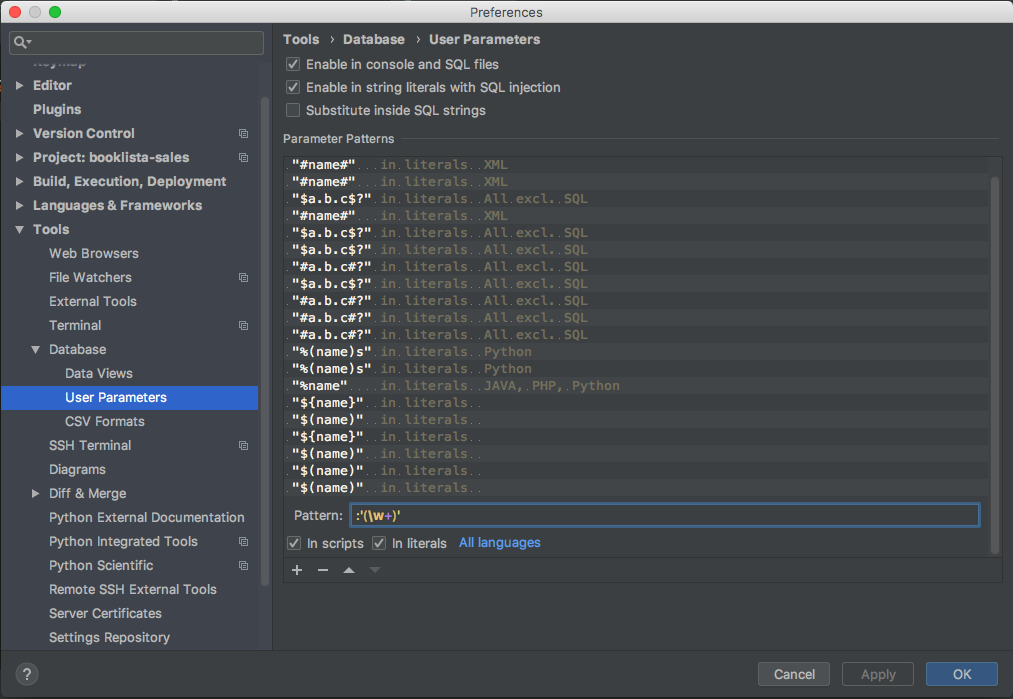 Preferences
Keymap
Editor
Plugins
Version Control
Project: booklista-sales
Build, Execution, Deployment
Languages & Frameworks
Tools
Web Browsers
File Watchers
External Tools
Terminal
Database
Data Views
User Parameters
CSV Formats
SSH Terminal
Diagrams
Diff & Merge
Python External Documentation
Python Integrated Tools
Python Scientific
Remote SSH External Tools
Server Certificates
Settings Repository
Tools › Database › User Parameters
Enable in console and SQL files
Enable in string literals with SQL injection
Substitute inside SQL strings
Parameter Patterns
"#name#"...in.literals..XML
"#name#"...in.literals..XML
"$a.b.c$?".in.literals..All.excl..SQL
"#name#"...in.literals..XML
"$a.b.c$?".in.literals..All.excl..SQL
"$a.b.c$?".in.literals..All.excl..SQL
"#a.b.c#?".in.literals..All.excl..SQL
"$a.b.c$?".in.literals..All.excl..SQL
"#a.b.c#?".in.literals..All.excl..SQL
"#a.b.c#?".in.literals..All.excl..SQL
"#a.b.c#?".in.literals..All.excl..SQL
"%(name)s".in.literals..Python
"%(name)s".in.literals..Python
"%name"....in.literals..JAVA,.PHP,.Python
"${name}"..in.literals..
"$(name)"..in.literals..
"${name}"..in.literals..
"$(name)"..in.literals..
"$(name)"..in.literals..
"$(name)"..in.literals..
Pattern: :'(\w+)'
In scripts In literals All languages
? Cancel Apply OK